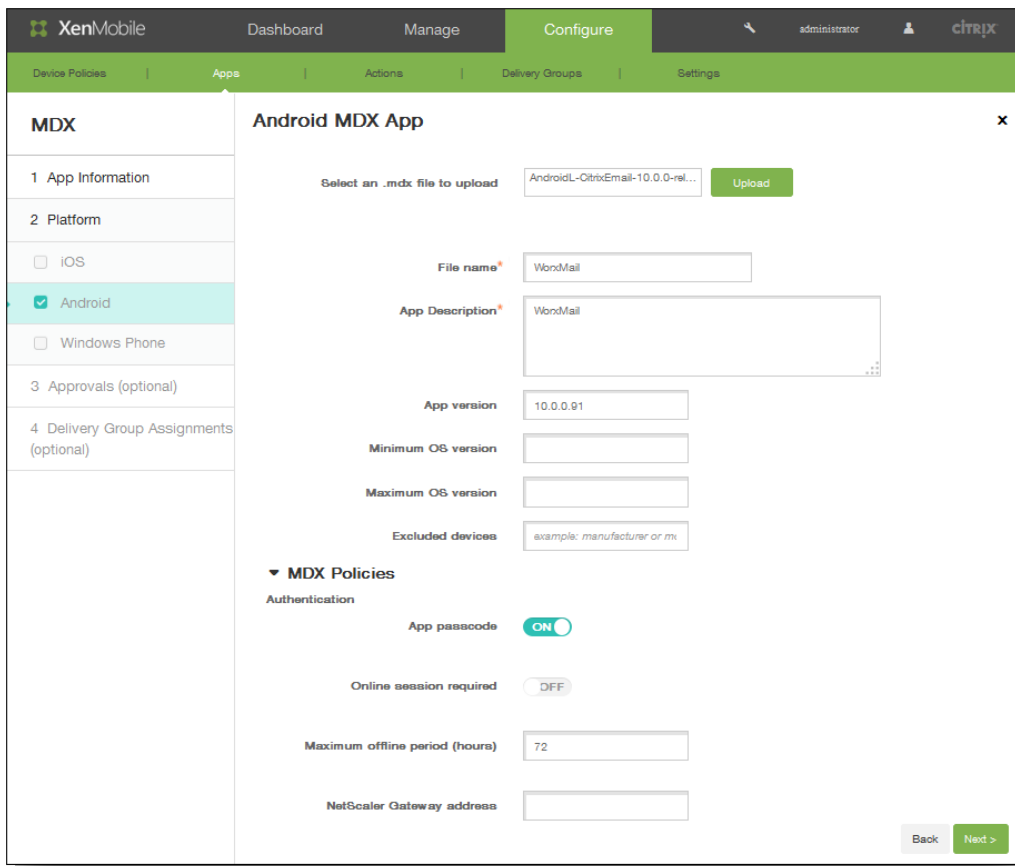 XenMobile Dashboard Manage Configure administrator CİTRIX
Device Policies | Apps | Actions | Delivery Groups | Settings
MDX
1 App Information
2 Platform
iOS
Android
Windows Phone
3 Approvals (optional)
4 Delivery Group Assignments
(optional)
Android MDX App x
Select an .mdx file to upload AndroidL-CitrixEmail-10.0.0-rel... Upload
File name* WorxMail
App Description* WorxMail
App version 10.0.0.91
Minimum OS version
Maximum OS version
Excluded devices example: manufacturer or mo
MDX Policies
Authentication
App passcode ON
Online session required OFF
Maximum offline period (hours) 72
NetScaler Gateway address
Back Next >